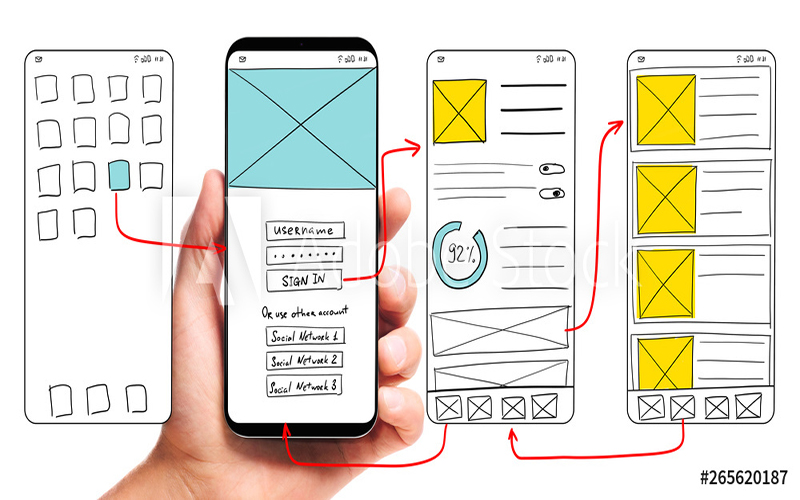 USERNAME
• • • • • • • •
SIGN IN
OR use other account
Social Network 1
Social Network 2
Social Network 3
92%
Adobe Stock
#265620187